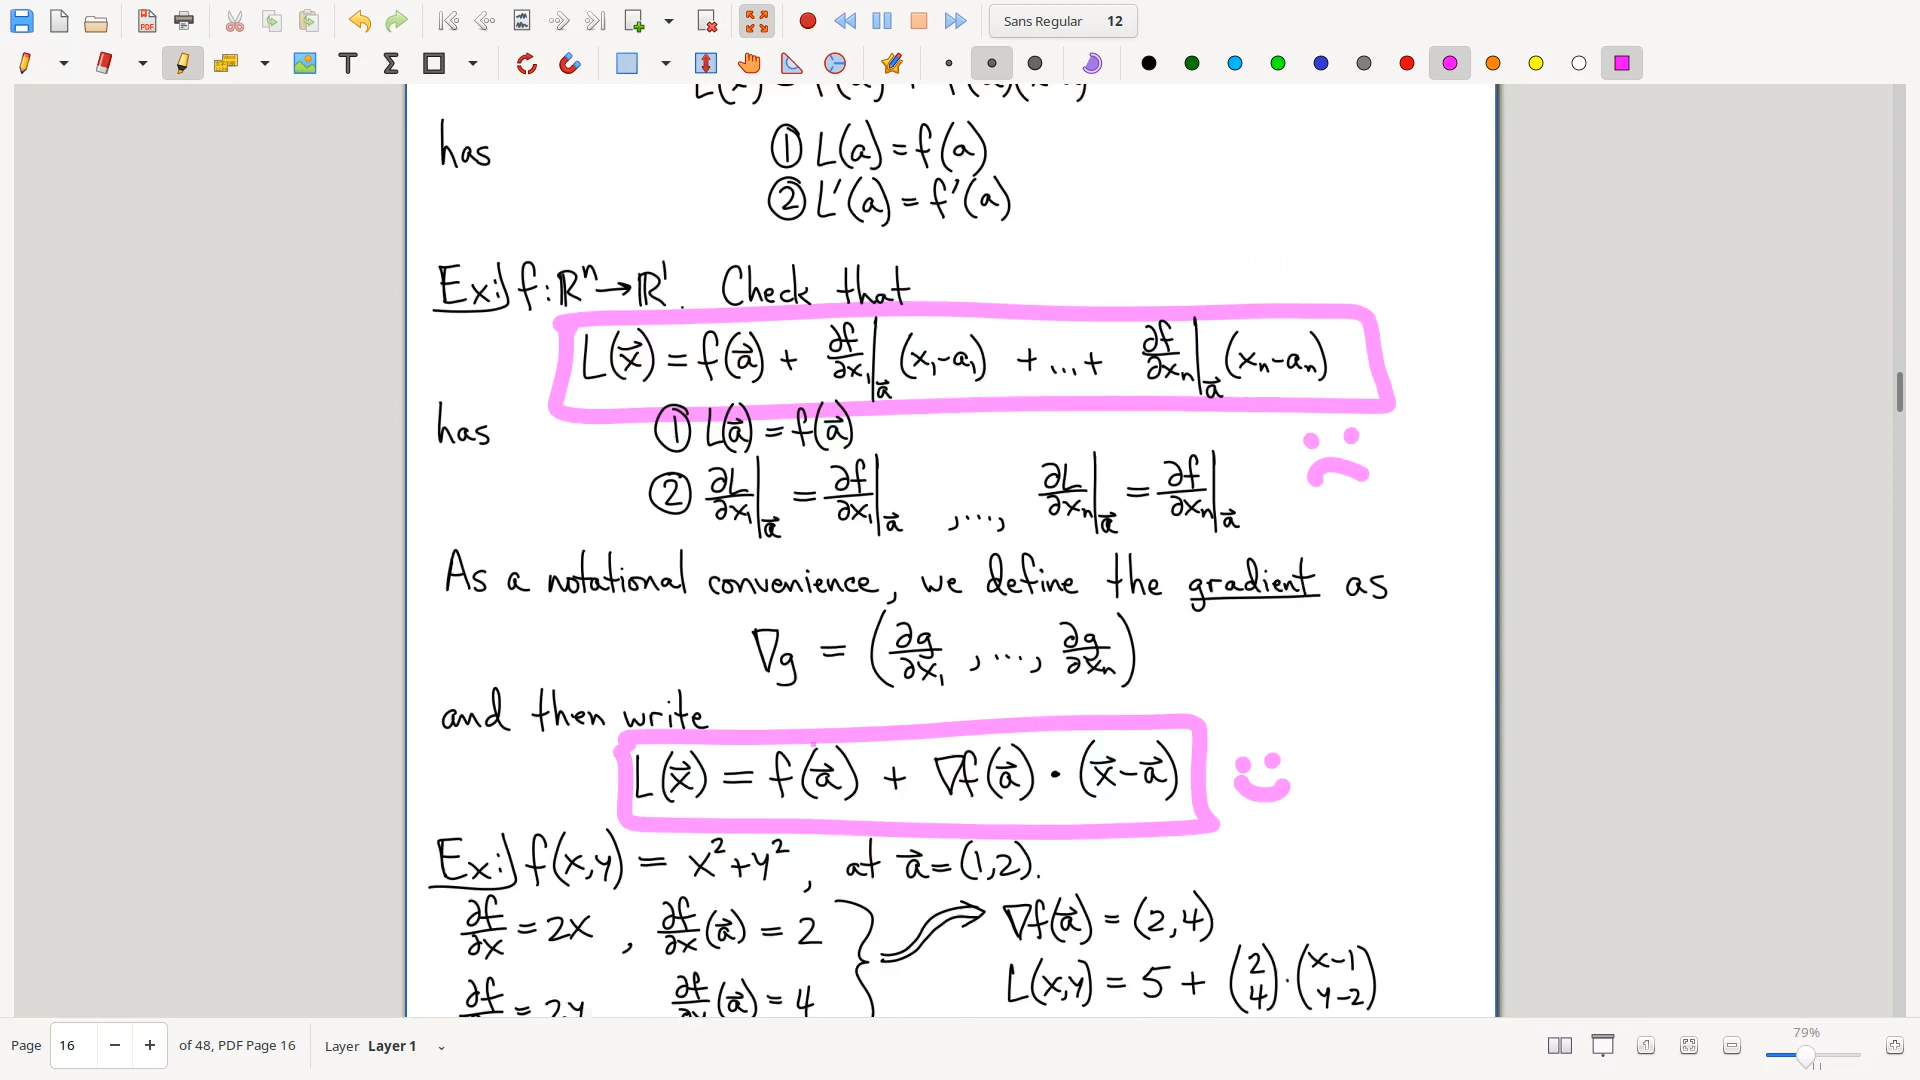 Sans Regular 12
L(x) = f(a) + f'(a)(x-a)
has ① L(a) = f(a)
② L'(a) = f'(a)
Ex:] f: ℝⁿ→ℝ¹. Check that
L(x⃗) = f(a⃗) + ∂f/∂x₁|a⃗ (x₁-a₁) + ... + ∂f/∂xₙ|a⃗ (xₙ-aₙ)
has ① L(a⃗) = f(a⃗)
② ∂L/∂x₁|a⃗ = ∂f/∂x₁|a⃗ ,..., ∂L/∂xₙ|a⃗ = ∂f/∂xₙ|a⃗
As a notational convenience, we define the gradient as
∇g = (∂g/∂x₁ ,..., ∂g/∂xₙ)
and then write
L(x⃗) = f(a⃗) + ∇f(a⃗) • (x⃗-a⃗)
Ex:] f(x,y) = x²+y², at a⃗=(1,2).
∂f/∂x = 2x , ∂f/∂x(a⃗) = 2 ∇f(a⃗) = (2,4)
∂f = 2y ∂f/∂y(a⃗) = 4 L(x,y) = 5 + (2 4)·(x-1 y-2)
Page 16 − + of 48, PDF Page 16 Layer Layer 1 79%